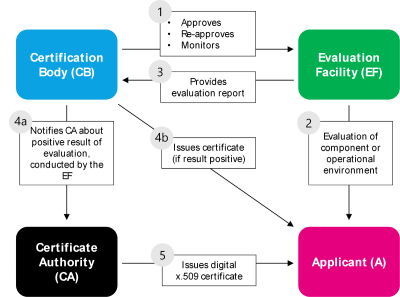 1
• Approves
• Re-approves
• Monitors
Certification
Body (CB)
Evaluation
Facility (EF)
3
Provides
evaluation report
4a
Notifies CA about
positive result of
evaluation,
conducted by the
EF
4b
Issues certificate
(if result positive)
2
Evaluation of
component or
operational
environment
Certificate
Authority
(CA)
5
Issues digital
x.509 certificate
Applicant (A)